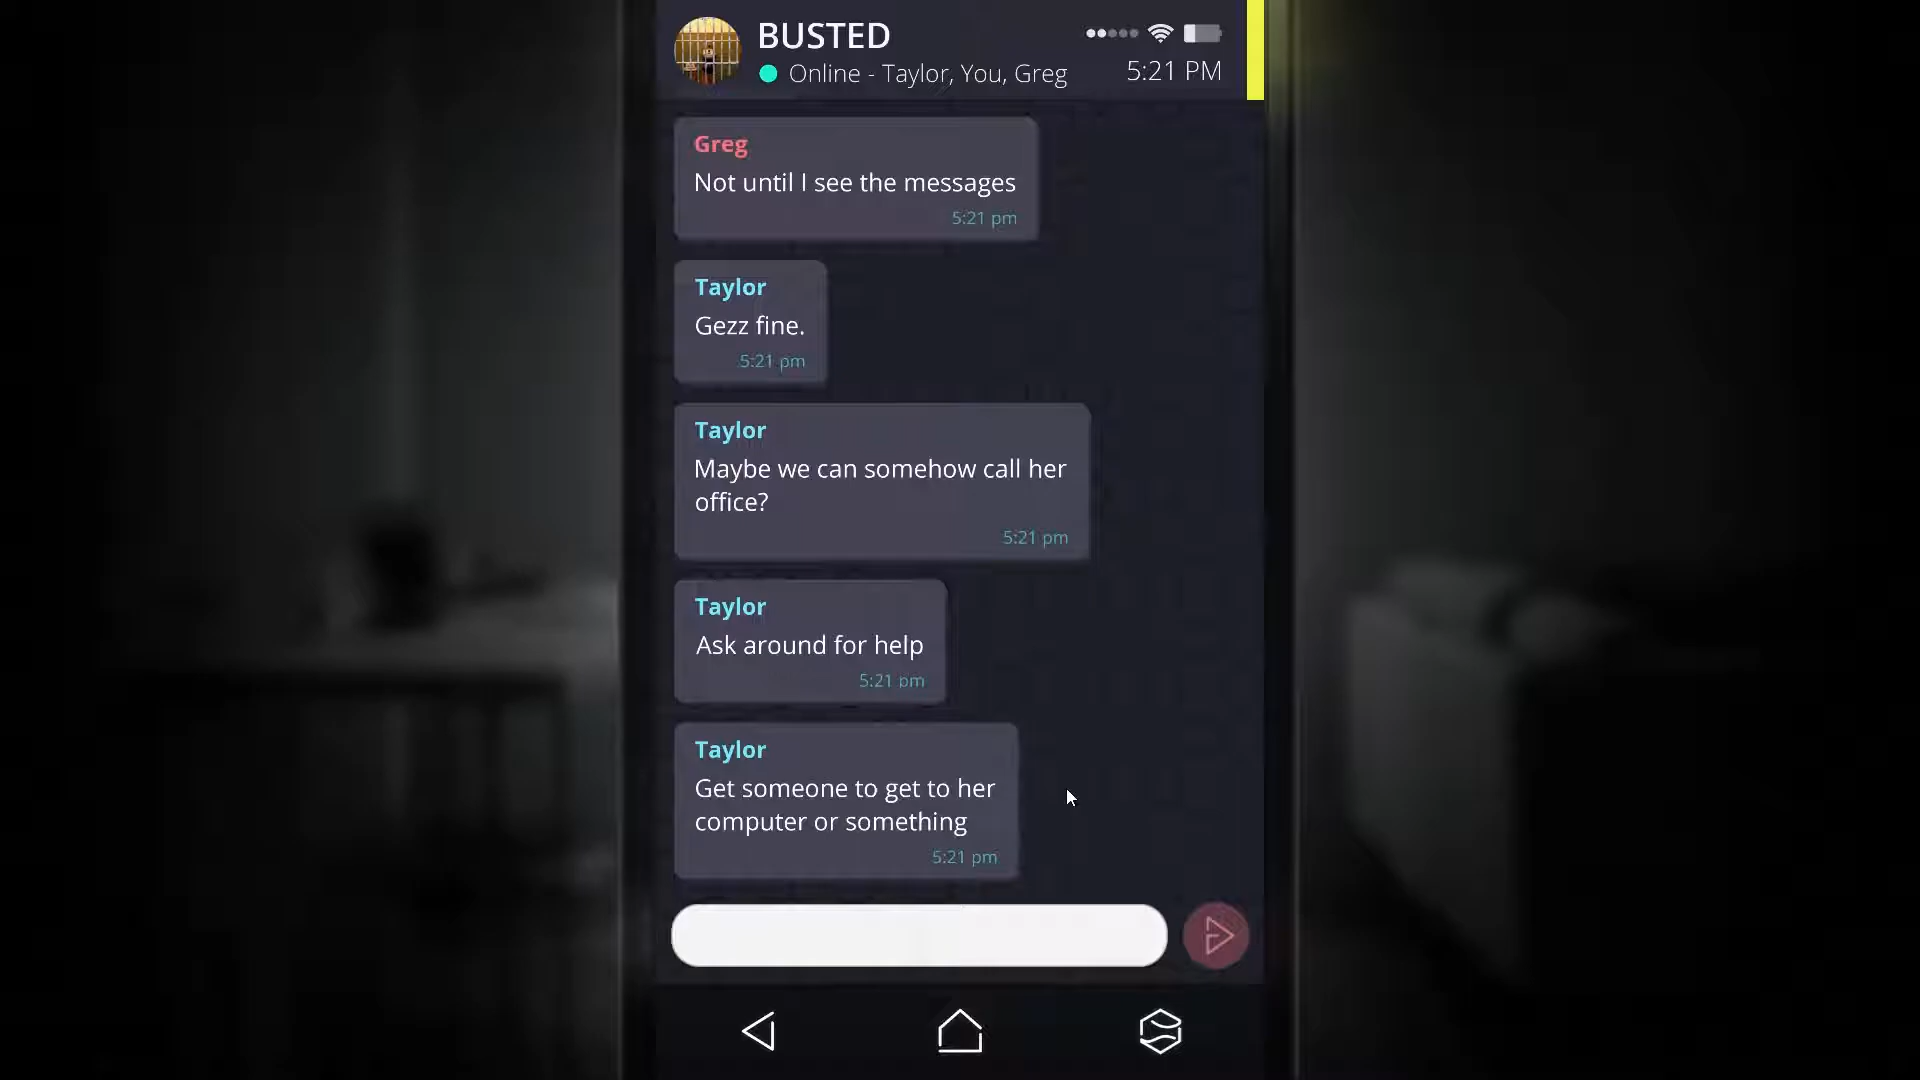 BUSTED
Online - Taylor, You, Greg
5:21 PM
Greg
Not until I see the messages
5:21 pm
Taylor
Gezz fine.
5:21 pm
Taylor
Maybe we can somehow call her
office?
5:21 pm
Taylor
Ask around for help
5:21 pm
Taylor
Get someone to get to her
computer or something
5:21 pm